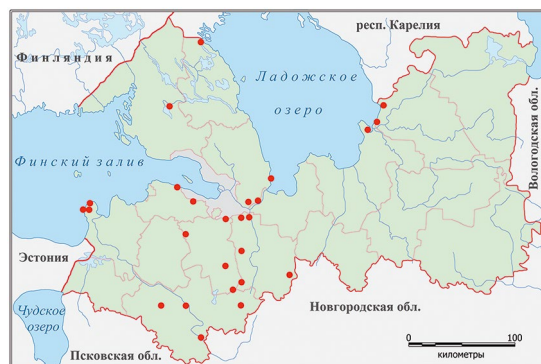 респ. Карелия
Финляндия
Ладожское
озеро
Финский залив
Вологодская обл.
Эстония
Чудское
озеро
Новгородская обл.
Псковская обл.
0 100
километры